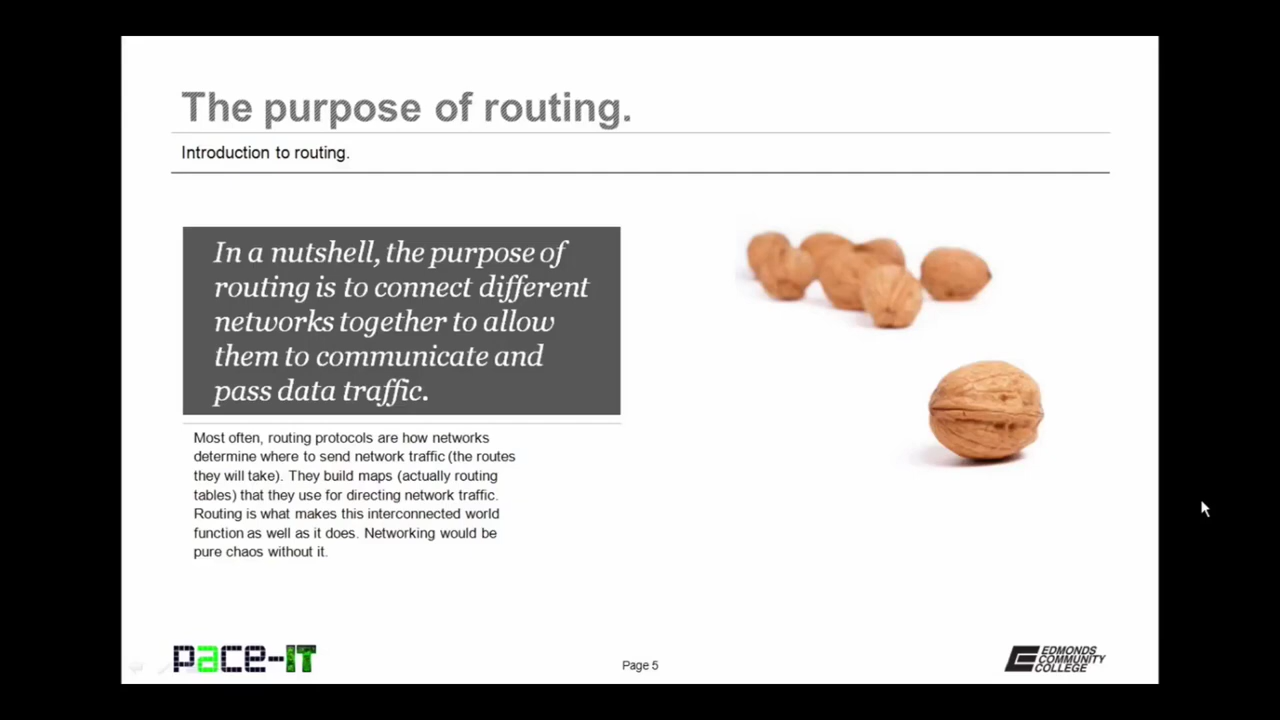 The purpose of routing.
Introduction to routing.
In a nutshell, the purpose of
routing is to connect different
networks together to allow
them to communicate and
pass data traffic.
Most often, routing protocols are how networks
determine where to send network traffic (the routes
they will take). They build maps (actually routing
tables) that they use for directing network traffic.
Routing is what makes this interconnected world
function as well as it does. Networking would be
pure chaos without it.
pace-IT
Page 5
EDMONDS
COMMUNITY
COLLEGE